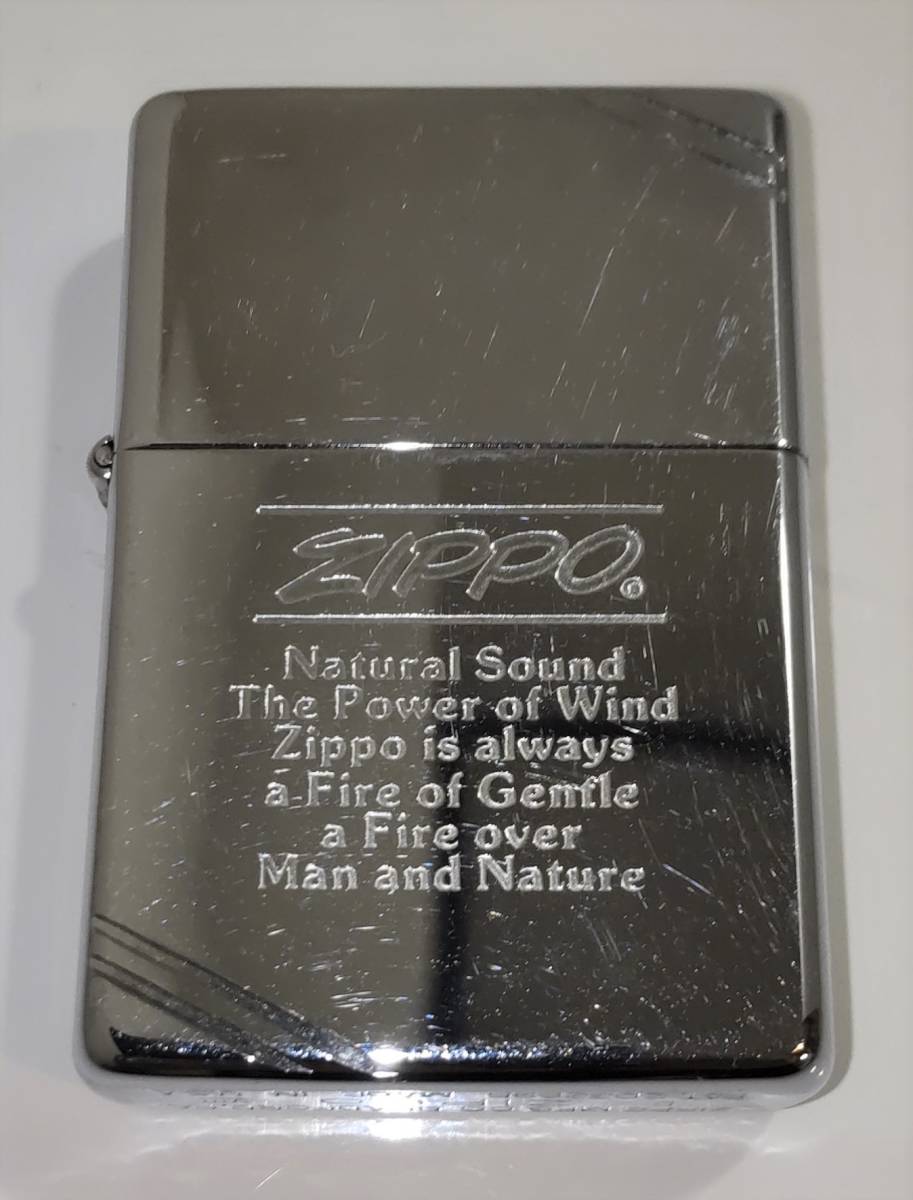 ZIPPO®
Natural Sound
The Power of Wind
Zippo is always
a Fire of Gentle
a Fire over
Man and Nature